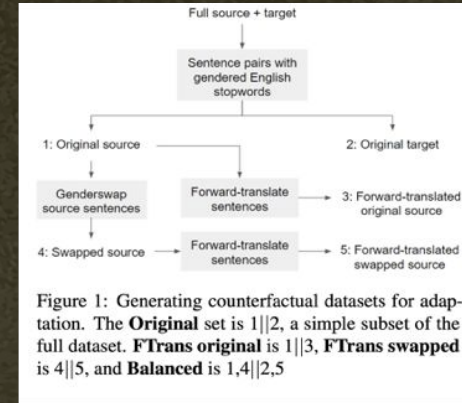 Full source + target
Sentence pairs with
gendered English
stopwords
1: Original source
2: Original target
Genderswap
source sentences
Forward-translate
sentences
3: Forward-translated
original source
4: Swapped source
Forward-translate
sentences
5: Forward-translated
swapped source
Figure 1: Generating counterfactual datasets for adap-
tation. The Original set is 1||2, a simple subset of the
full dataset. FTrans original is 1||3, FTrans swapped
is 4||5, and Balanced is 1,4||2,5